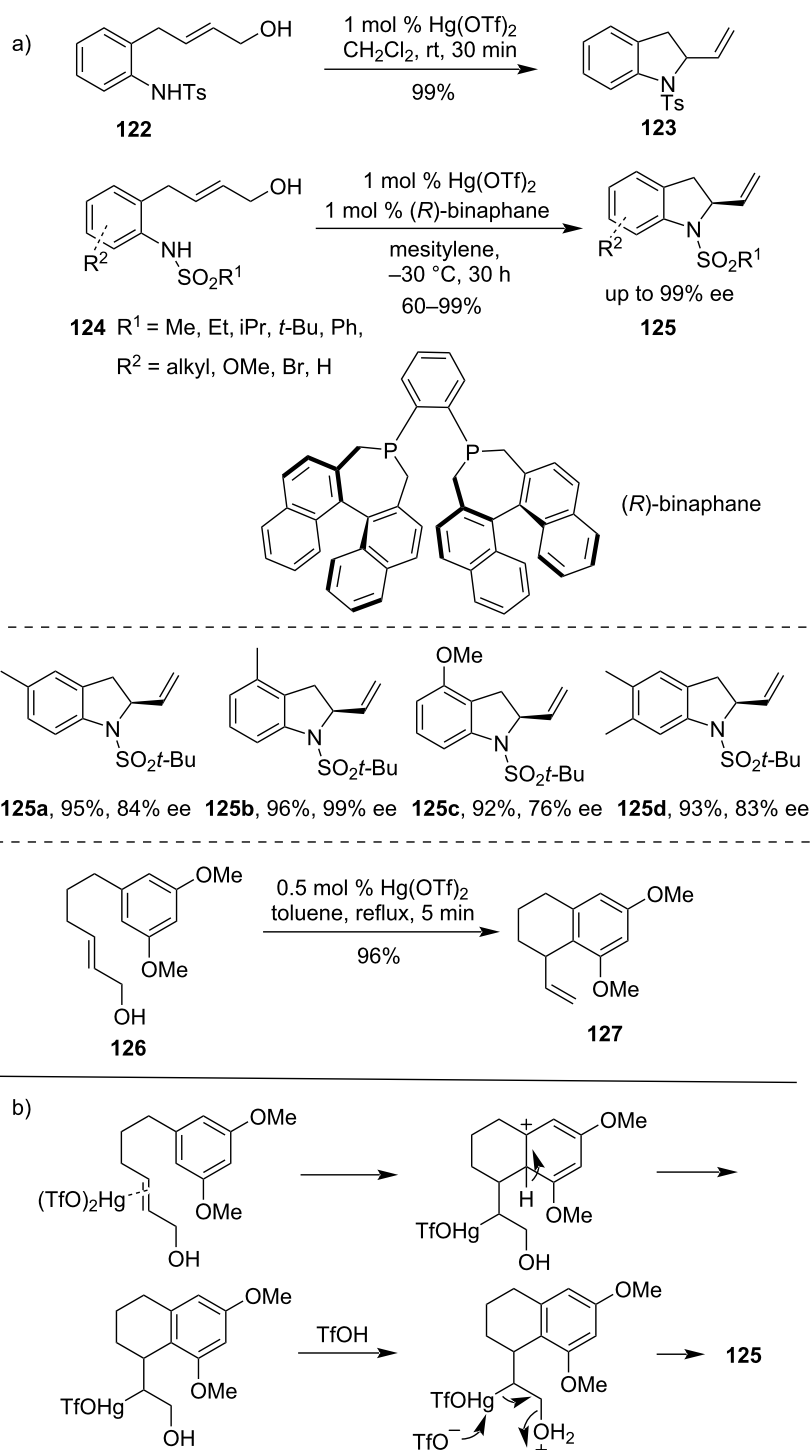 a)
OH
NHTs
122
1 mol % Hg(OTf)2
CH2Cl2, rt, 30 min
99%
N
Ts
123
OH
R2
NH
SO2R1
124 R1 = Me, Et, iPr, t-Bu, Ph,
R2 = alkyl, OMe, Br, H
1 mol % Hg(OTf)2
1 mol % (R)-binaphane
mesitylene,
–30 °C, 30 h
60–99%
R2
N
SO2R1
up to 99% ee
125
P
P
(R)-binaphane
N
SO2t-Bu
125a, 95%, 84% ee
N
SO2t-Bu
125b, 96%, 99% ee
OMe
N
SO2t-Bu
125c, 92%, 76% ee
N
SO2t-Bu
125d, 93%, 83% ee
OMe
OMe
OH
126
0.5 mol % Hg(OTf)2
toluene, reflux, 5 min
96%
OMe
OMe
127
b)
OMe
(TfO)2Hg
OMe
OH
+
OMe
H
OMe
TfOHg
OH
OMe
OMe
TfOHg
OH
TfOH
OMe
OMe
TfOHg
TfO–
OH2
+
125